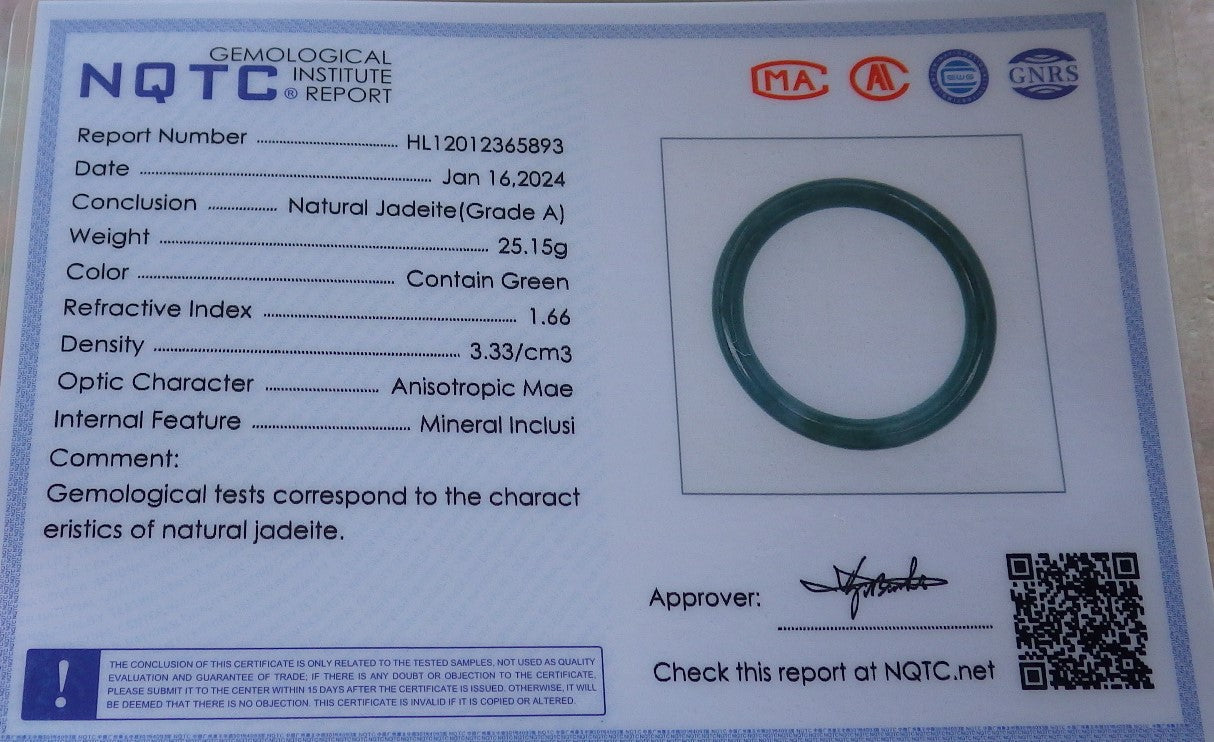 NQTC® GEMOLOGICAL
INSTITUTE
REPORT
MA
GNRS
Report Number ........ HL12012365893
Date ........ Jan 16,2024
Conclusion ........ Natural Jadeite(Grade A)
Weight ........ 25.15g
Color ........ Contain Green
Refractive Index ........ 1.66
Density ........ 3.33/cm3
Optic Character ........ Anisotropic Mae
Internal Feature ........ Mineral Inclusi
Comment:
Gemological tests correspond to the charact
eristics of natural jadeite.
Approver:
Check this report at NQTC.net
!
THE CONCLUSION OF THIS CERTIFICATE IS ONLY RELATED TO THE TESTED SAMPLES, NOT USED AS QUALITY
EVALUATION AND GUARANTEE OF TRADE; IF THERE IS ANY DOUBT OR OBJECTION TO THE CERTIFICATE,
PLEASE SUBMIT IT TO THE CENTER WITHIN 15 DAYS AFTER THE CERTIFICATE IS ISSUED. OTHERWISE, IT WILL
BE DEEMED THAT THERE IS NO OBJECTION. THIS CERTIFICATE IS INVALID IF IT IS COPIED OR ALTERED.